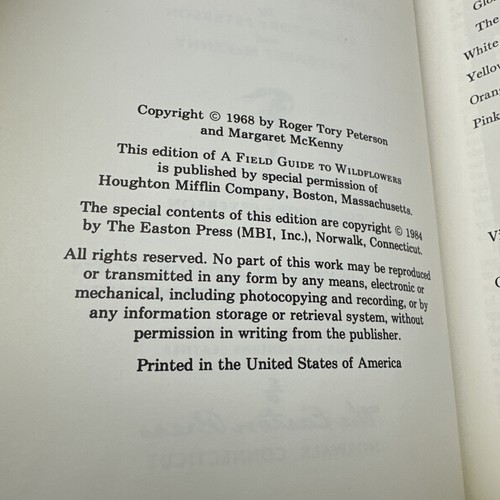 Copyright © 1968 by Roger Tory Peterson
and Margaret McKenny
This edition of A FIELD GUIDE TO WILDFLOWERS
is published by special permission of
Houghton Mifflin Company, Boston, Massachusetts.
The special contents of this edition are copyright © 1984
by The Easton Press (MBI, Inc.), Norwalk, Connecticut.
All rights reserved. No part of this work may be reproduced
or transmitted in any form by any means, electronic or
mechanical, including photocopying and recording, or by
any information storage or retrieval system, without
permission in writing from the publisher.
Printed in the United States of America
The
White